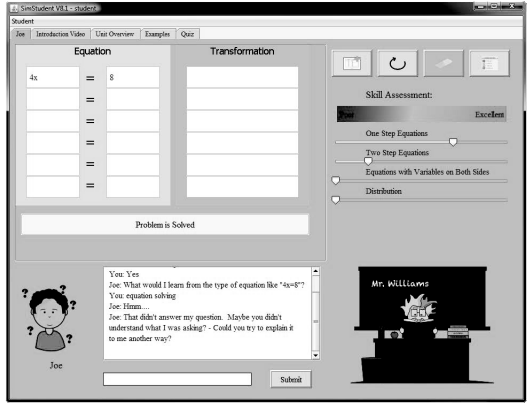 SimStudent V8.1 - student
Student
Joe Introduction Video Unit Overview Examples Quiz
Equation Transformation
4x = 8
=
=
=
=
=
Problem is Solved
Skill Assessment:
Poor Excellent
One Step Equations
Two Step Equations
Equations with Variables on Both Sides
Distribution
You: Yes
Joe: What would I learn from the type of equation like "4x=8"?
You: equation solving
Joe: Hmm....
Joe: That didn't answer my question. Maybe you didn't
understand what I was asking? - Could you try to explain it
to me another way?
? ? ? ? ?
Joe
Submit
Mr. Williams